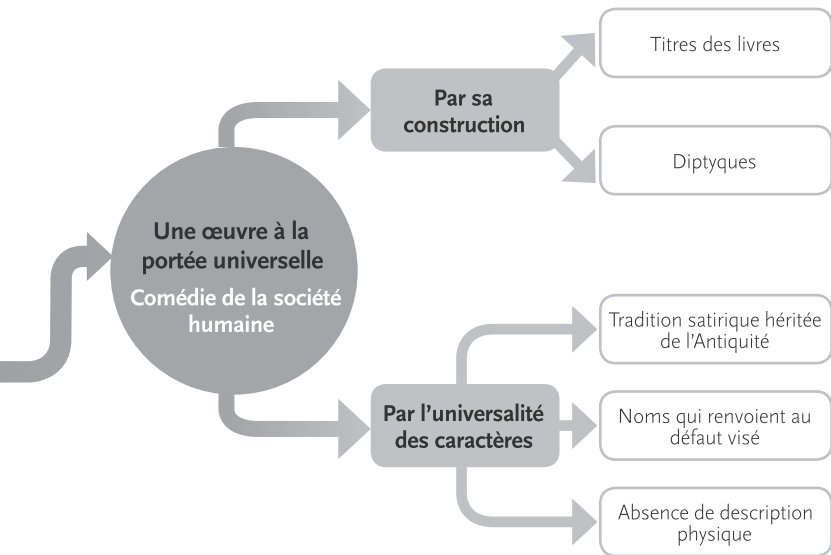 Une œuvre à la
portée universelle
Comédie de la société
humaine
Par sa
construction
Titres des livres
Diptyques
Par l'universalité
des caractères
Tradition satirique héritée
de l'Antiquité
Noms qui renvoient au
défaut visé
Absence de description
physique